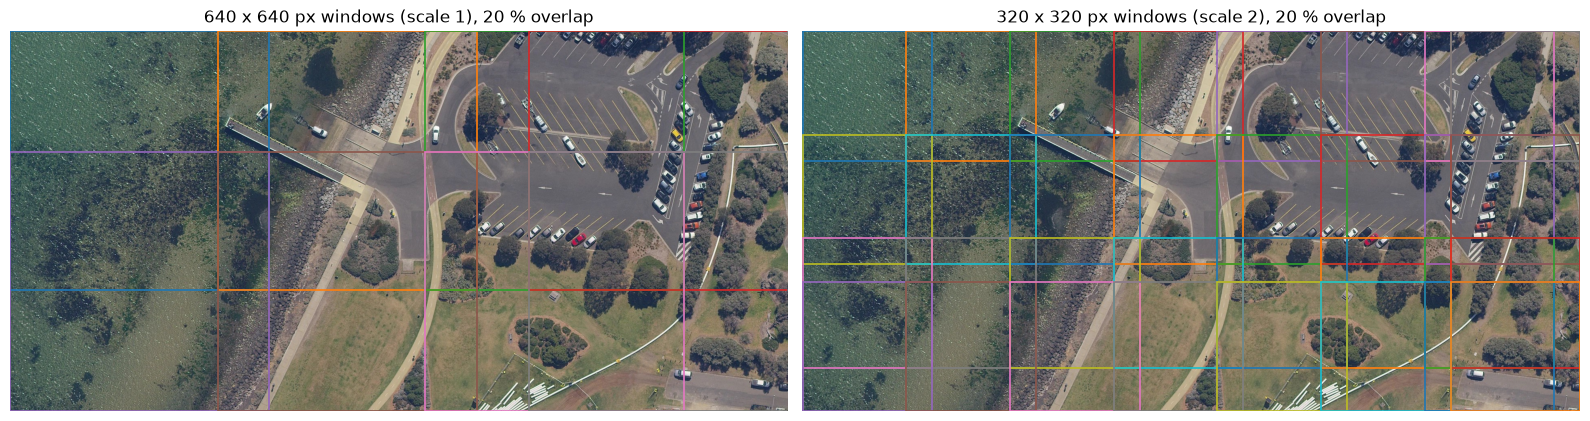 640 x 640 px windows (scale 1), 20 % overlap
320 x 320 px windows (scale 2), 20 % overlap